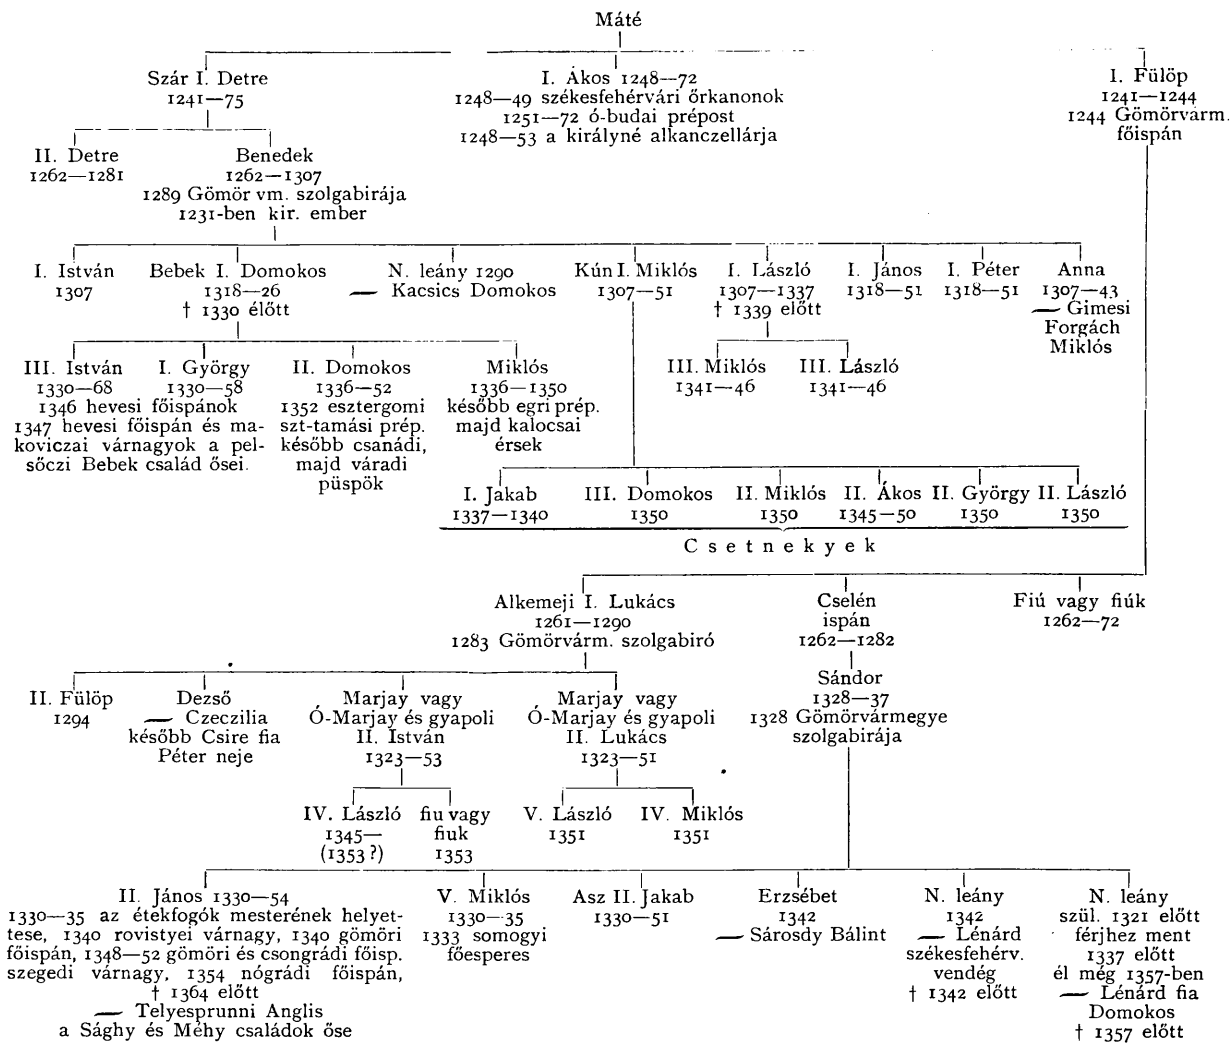 Máté
Szár I. Detre
1241—75
I. Ákos 1248—72
1248—49 székesfehérvári őrkanonok
1251—72 ó-budai prépost
1248—53 a királyné alkanczellárja
I. Fülöp
1241—1244
1244 Gömörvárm.
főispán
II. Detre
1262—1281
Benedek
1262—1307
1289 Gömör vm. szolgabirája
1231-ben kir. ember
I. István
1307
Bebek I. Domokos
1318—26
† 1330 élőtt
N. leány 1290
— Kacsics Domokos
Kún I. Miklós
1307—51
I. László
1307—1337
† 1339 előtt
I. János
1318—51
I. Péter
1318—51
Anna
1307—43
— Gimesi
Forgách
Miklós
III. István
1330—68
I. György
1330—58
1346 hevesi főispánok
1347 hevesi főispán és ma-
koviczai várnagyok a pel-
sőczi Bebek család ősei.
II. Domokos
1336—52
1352 esztergomi
szt-tamási prép.
később csanádi,
majd váradi
püspök
Miklós
1336—1350
később egri prép.
majd kalocsai
érsek
III. Miklós
1341—46
III. László
1341—46
I. Jakab
1337—1340
III. Domokos
1350
II. Miklós
1350
II. Ákos
1345—50
II. György
1350
II. László
1350
Csetnekyek
Alkemeji I. Lukács
1261—1290
1283 Gömörvárm. szolgabiró
Cselén
ispán
1262—1282
Fiú vagy fiúk
1262—72
Sándor
1328—37
1328 Gömörvármegye
szolgabirája
II. Fülöp
1294
Dezső
— Czeczilia
később Csire fia
Péter neje
Marjay vagy
Ó-Marjay és gyapoli
II. István
1323—53
Marjay vagy
Ó-Marjay és gyapoli
II. Lukács
1323—51
IV. László
1345—
(1353?)
fiu vagy
fiuk
1353
V. László
1351
IV. Miklós
1351
II. János 1330—54
1330—35 az étekfogók mesterének helyet-
tese, 1340 rovistyei várnagy, 1340 gömöri
főispán, 1348—52 gömöri és csongrádi főisp.
szegedi várnagy, 1354 nógrádi főispán,
† 1364 előtt
— Telyesprunni Anglis
a Sághy és Méhy családok őse
V. Miklós
1330—35
1333 somogyi
főesperes
Asz II. Jakab
1330—51
Erzsébet
1342
— Sárosdy Bálint
N. leány
1342
— Lénárd
székesfehérv.
vendég
† 1342 előtt
N. leány
szül. 1321 előtt
férjhez ment
1337 előtt
él még 1357-ben
— Lénárd fia
Domokos
† 1357 előtt